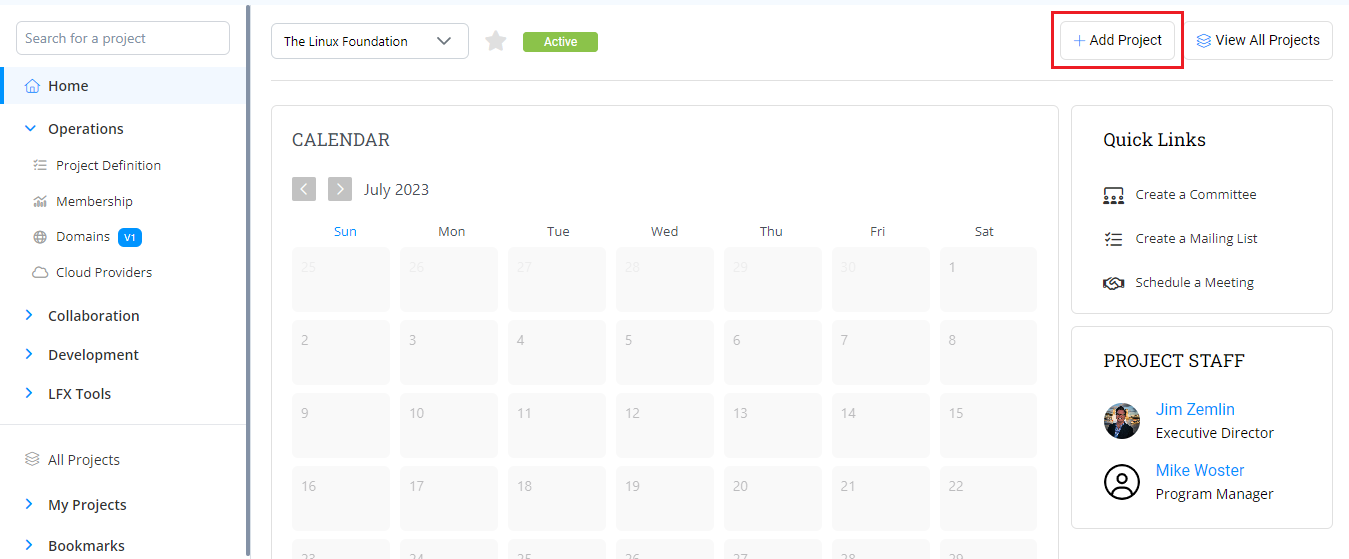 Search for a project
Home
Operations
Project Definition
Membership
Domains V1
Cloud Providers
Collaboration
Development
LFX Tools
All Projects
My Projects
Bookmarks
The Linux Foundation
Active
Add Project
View All Projects
CALENDAR
July 2023
Sun Mon Tue Wed Thu Fri Sat
25 26 27 28 29 30 1
2 3 4 5 6 7 8
9 10 11 12 13 14 15
16 17 18 19 20 21 22
23 24 25 26 27 28 29
Quick Links
Create a Committee
Create a Mailing List
Schedule a Meeting
PROJECT STAFF
Jim Zemlin
Executive Director
Mike Woster
Program Manager